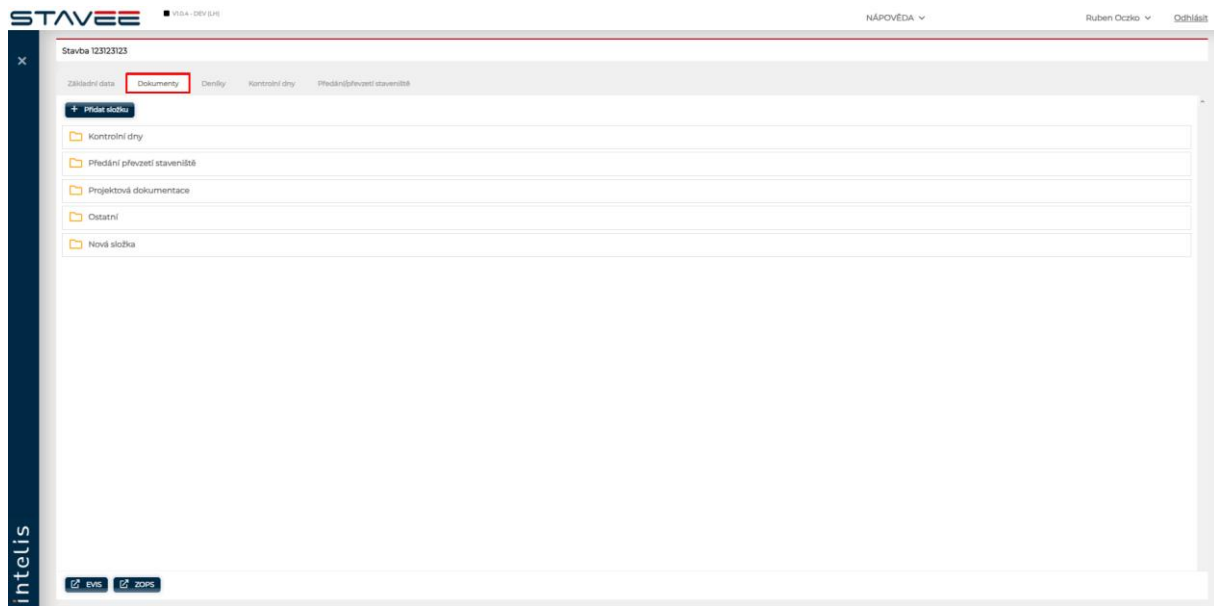 STAVEE
V1.0.4 - DEV (LH)
NÁPOVĚDA
Ruben Oczko
Odhlásit
Stavba 123123123
Základní data
Dokumenty
Deníky
Kontrolní dny
Předání/převzetí staveniště
+ Přidat složku
Kontrolní dny
Předání převzetí staveniště
Projektová dokumentace
Ostatní
Nová složka
intelis
EVIS
ZOPS